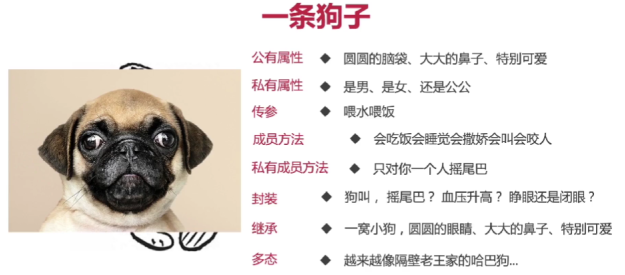 一条狗子
公有属性 ◆ 圆圆的脑袋、大大的鼻子、特别可爱
私有属性 ◆ 是男、是女、还是公公
传参 ◆ 喂水喂饭
成员方法 ◆ 会吃饭会睡觉会撒娇会叫会咬人
私有成员方法 ◆ 只对你一个人摇尾巴
封装 ◆ 狗叫，摇尾巴？血压升高？睁眼还是闭眼？
继承 ◆ 一窝小狗，圆圆的眼睛、大大的鼻子、特别可爱
多态 ◆ 越来越像隔壁老王家的哈巴狗...